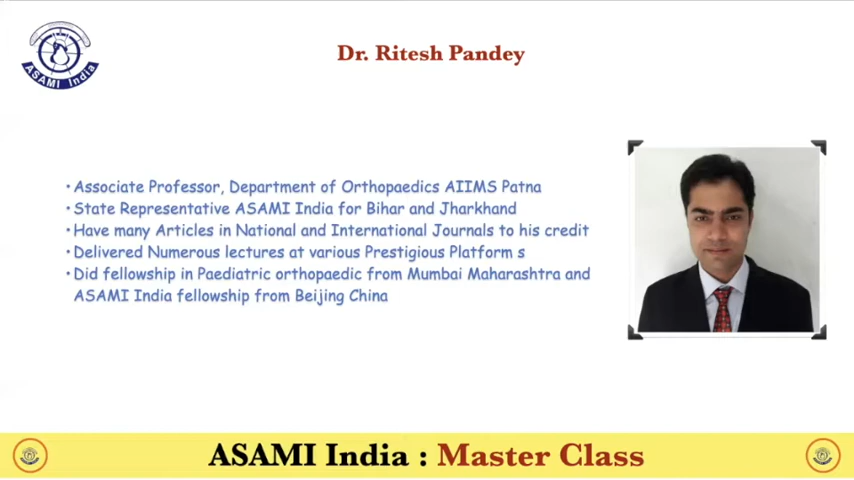 ASAMI India
Dr. Ritesh Pandey
• Associate Professor, Department of Orthopaedics AIIMS Patna
• State Representative ASAMI India for Bihar and Jharkhand
• Have many Articles in National and International Journals to his credit
• Delivered Numerous lectures at various Prestigious Platform s
• Did fellowship in Paediatric orthopaedic from Mumbai Maharashtra and
ASAMI India fellowship from Beijing China
ASAMI India : Master Class